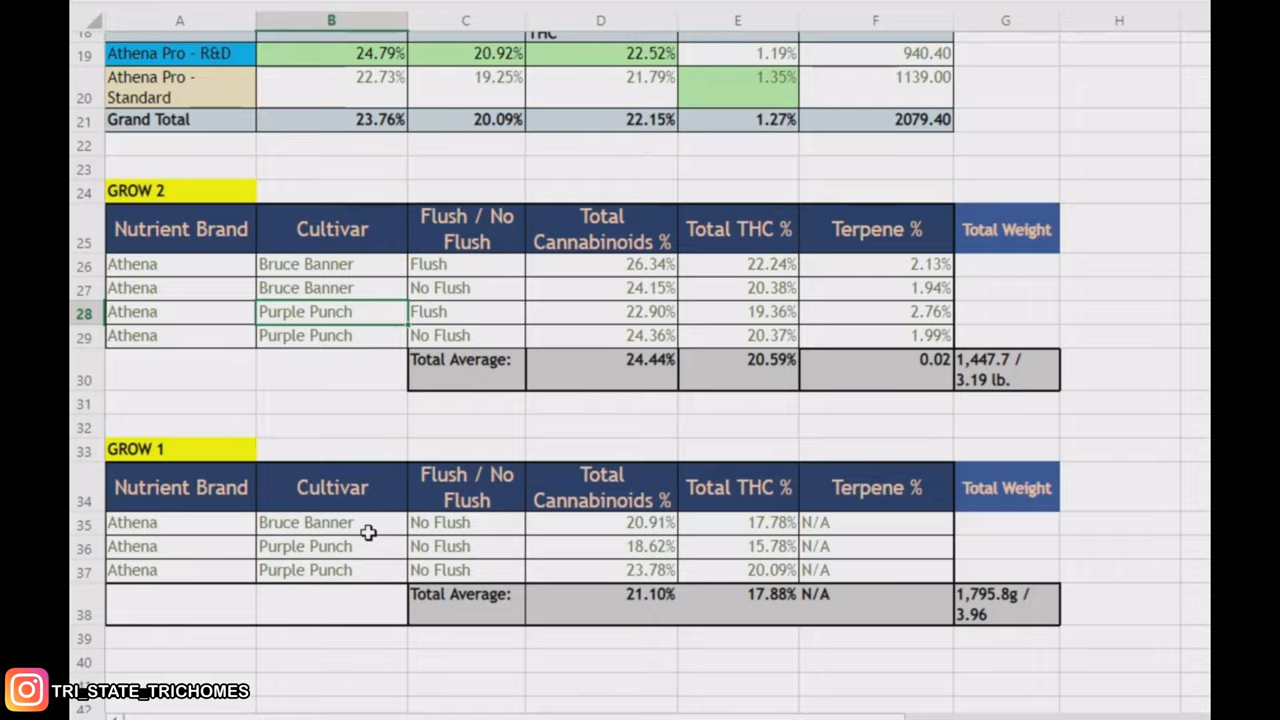 A B C D E F G H
18 THC
19 Athena Pro - R&D 24.79% 20.92% 22.52% 1.19% 940.40
Athena Pro - 22.73% 19.25% 21.79% 1.35% 1139.00
20 Standard
21 Grand Total 23.76% 20.09% 22.15% 1.27% 2079.40
22
23
24 GROW 2
Nutrient Brand Cultivar Flush / No Total Total THC % Terpene % Total Weight
25 Flush Cannabinoids %
26 Athena Bruce Banner Flush 26.34% 22.24% 2.13%
27 Athena Bruce Banner No Flush 24.15% 20.38% 1.94%
28 Athena Purple Punch Flush 22.90% 19.36% 2.76%
29 Athena Purple Punch No Flush 24.36% 20.37% 1.99%
Total Average: 24.44% 20.59% 0.02 1,447.7 /
30 3.19 lb.
31
32
33 GROW 1
Nutrient Brand Cultivar Flush / No Total Total THC % Terpene % Total Weight
34 Flush Cannabinoids %
35 Athena Bruce Banner No Flush 20.91% 17.78% N/A
36 Athena Purple Punch No Flush 18.62% 15.78% N/A
37 Athena Purple Punch No Flush 23.78% 20.09% N/A
Total Average: 21.10% 17.88% N/A 1,795.8g /
38 3.96
39
40
TRI_STATE_TRICHOMES
42